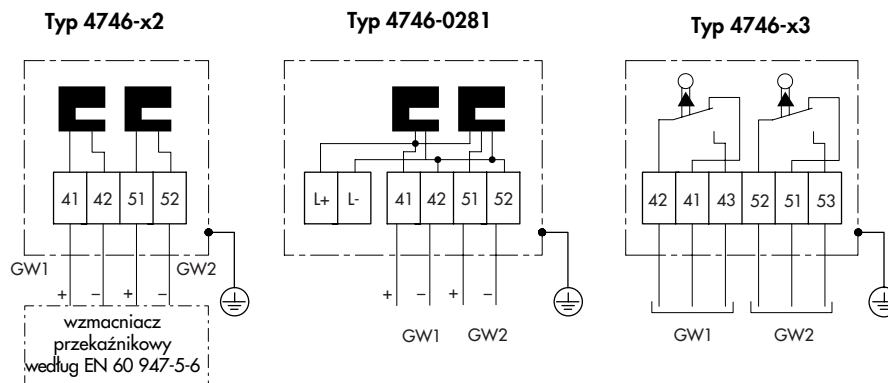 Typ 4746-x2
Typ 4746-0281
Typ 4746-x3
41 42 51 52
L+ L- 41 42 51 52
42 41 43 52 51 53
GW1 GW2
+ – + –
+ – + –
wzmacniacz
przekaźnikowy
według EN 60 947-5-6
GW1 GW2
GW1 GW2